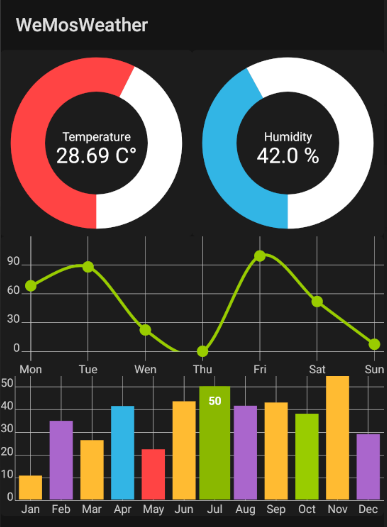 WeMosWeather
Temperature
28.69 C°
Humidity
42.0 %
90
60
30
0
Mon Tue Wen Thu Fri Sat Sun
50
40
30
20
10
0
50
Jan Feb Mar Apr May Jun Jul Aug Sep Oct Nov Dec